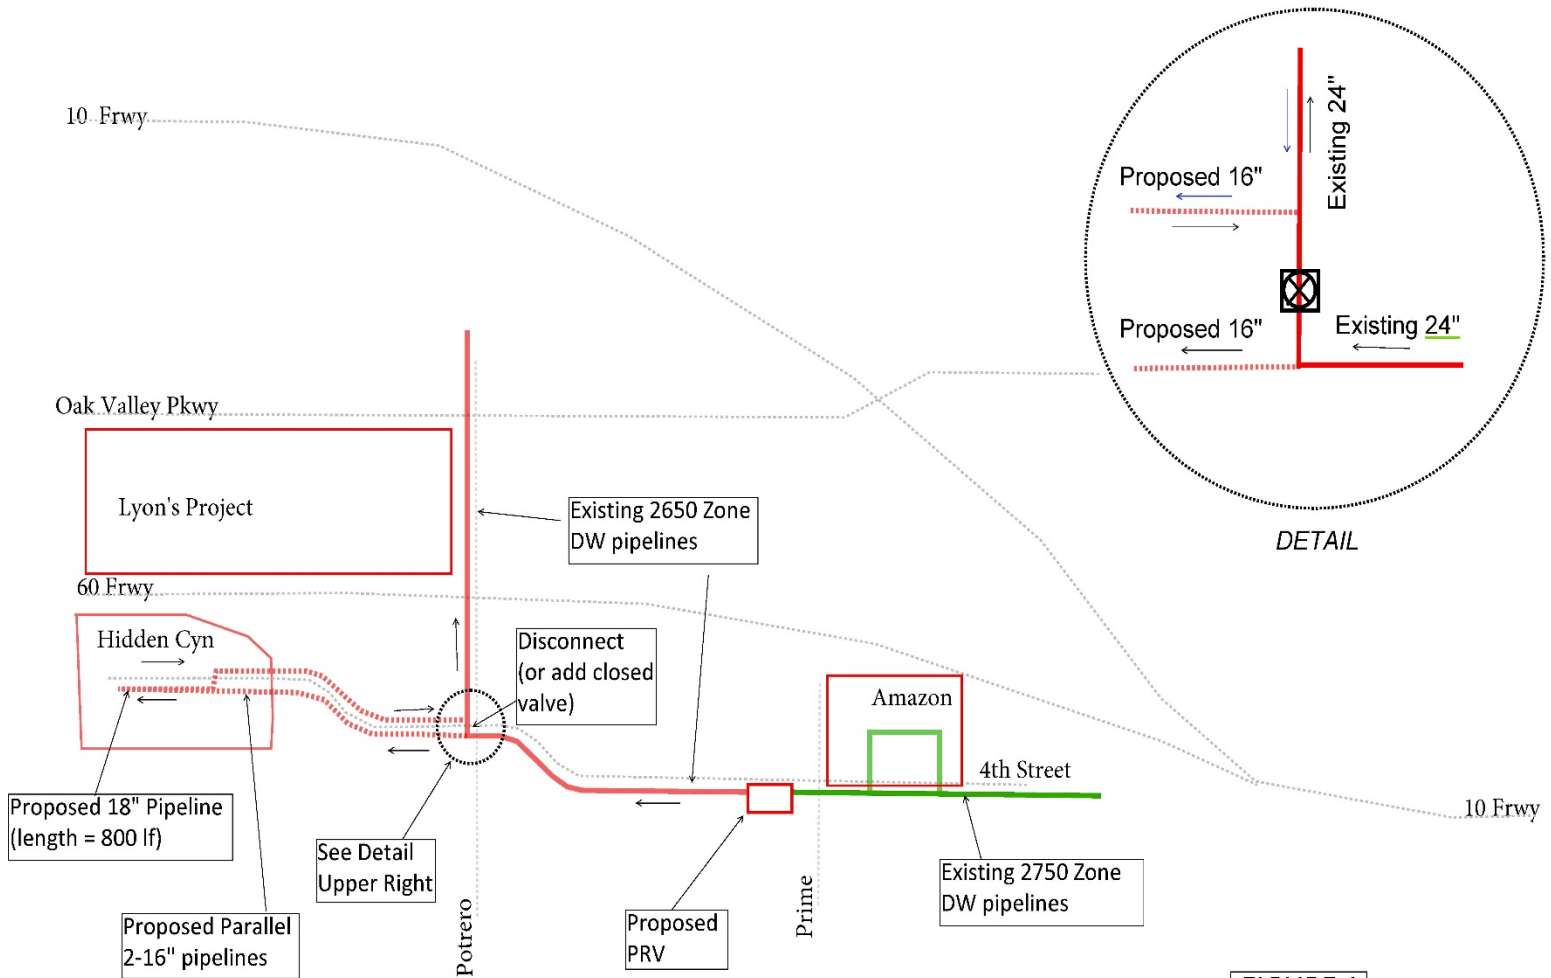 10 Frwy
Existing 24"
Proposed 16"
Proposed 16"
Existing 24"
DETAIL
Oak Valley Pkwy
Lyon's Project
Existing 2650 Zone
DW pipelines
60 Frwy
Hidden Cyn
Disconnect
(or add closed
valve)
Amazon
4th Street
10 Frwy
Proposed 18" Pipeline
(length = 800 lf)
See Detail
Upper Right
Existing 2750 Zone
DW pipelines
Prime
Proposed
PRV
Potrero
Proposed Parallel
2-16" pipelines